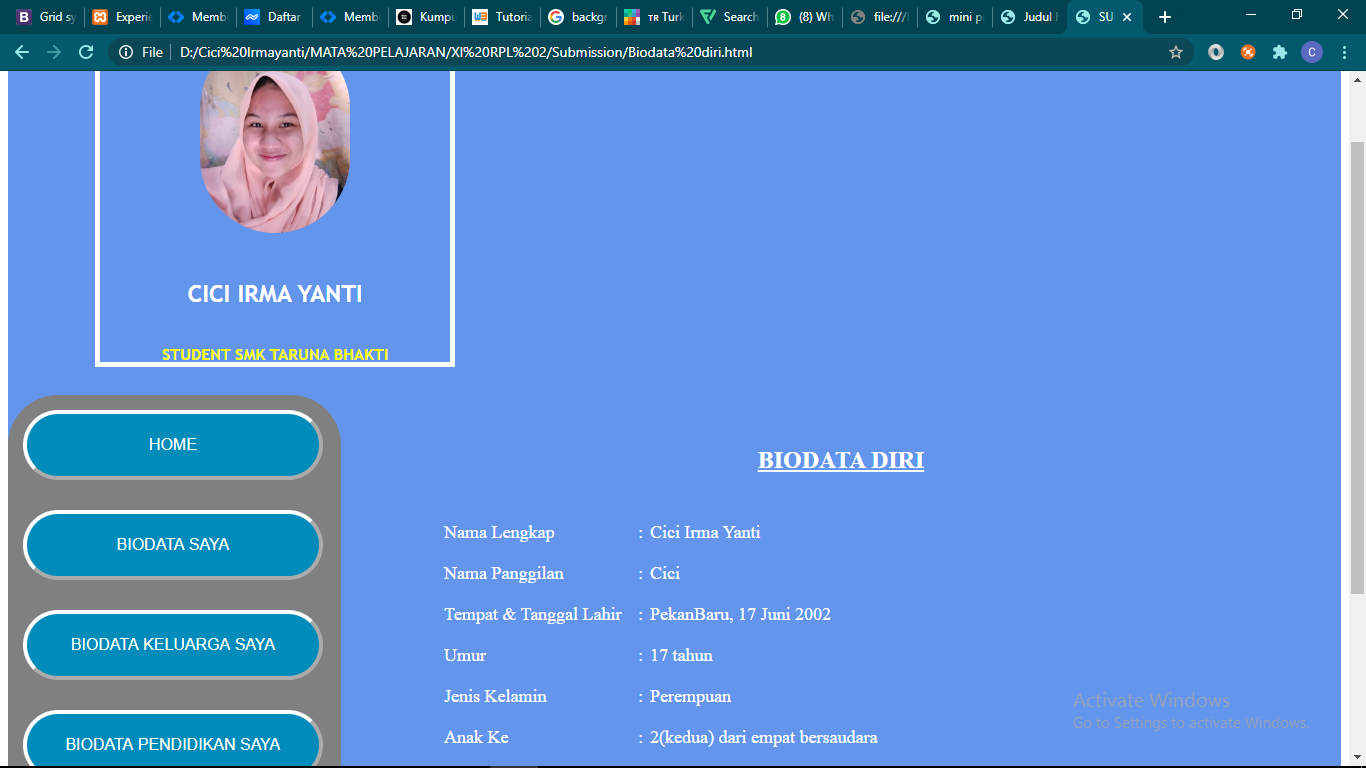 Grid sy
Experie
Memb
Daftar
Memb
Kumpu
Tutoria
backgr
TR Turk
Search
(8) Wh
file:///
mini p
Judul h
SU
File
D:/Cici%20Irmayanti/MATA%20PELAJARAN/XI%20RPL%202/Submission/Biodata%20diri.html
C
CICI IRMA YANTI
STUDENT SMK TARUNA BHAKTI
HOME
BIODATA SAYA
BIODATA KELUARGA SAYA
BIODATA PENDIDIKAN SAYA
BIODATA DIRI
Nama Lengkap : Cici Irma Yanti
Nama Panggilan : Cici
Tempat & Tanggal Lahir : PekanBaru, 17 Juni 2002
Umur : 17 tahun
Jenis Kelamin : Perempuan
Anak Ke : 2(kedua) dari empat bersaudara
Activate Windows
Go to Settings to activate Windows.